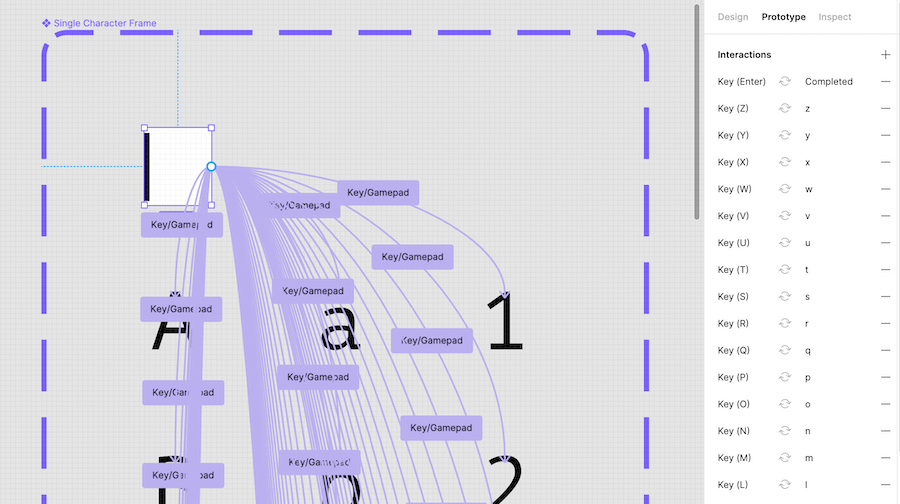 Single Character Frame
Key/Gamepad
Key/Gamepad
Key/Gamepad
Key/Gamepad
Key/Gamepad
Key/Gamepad
A a 1
Key/Gamepad
Key/Gamepad
Key/Gamepad
Key/Gamepad
Key/Gamepad
Key/Gamepad
Key/Gamepad
2
Design Prototype Inspect
Interactions
Key (Enter) Completed
Key (Z) z
Key (Y) y
Key (X) x
Key (W) w
Key (V) v
Key (U) u
Key (T) t
Key (S) s
Key (R) r
Key (Q) q
Key (P) p
Key (O) o
Key (N) n
Key (M) m
Key (L) l